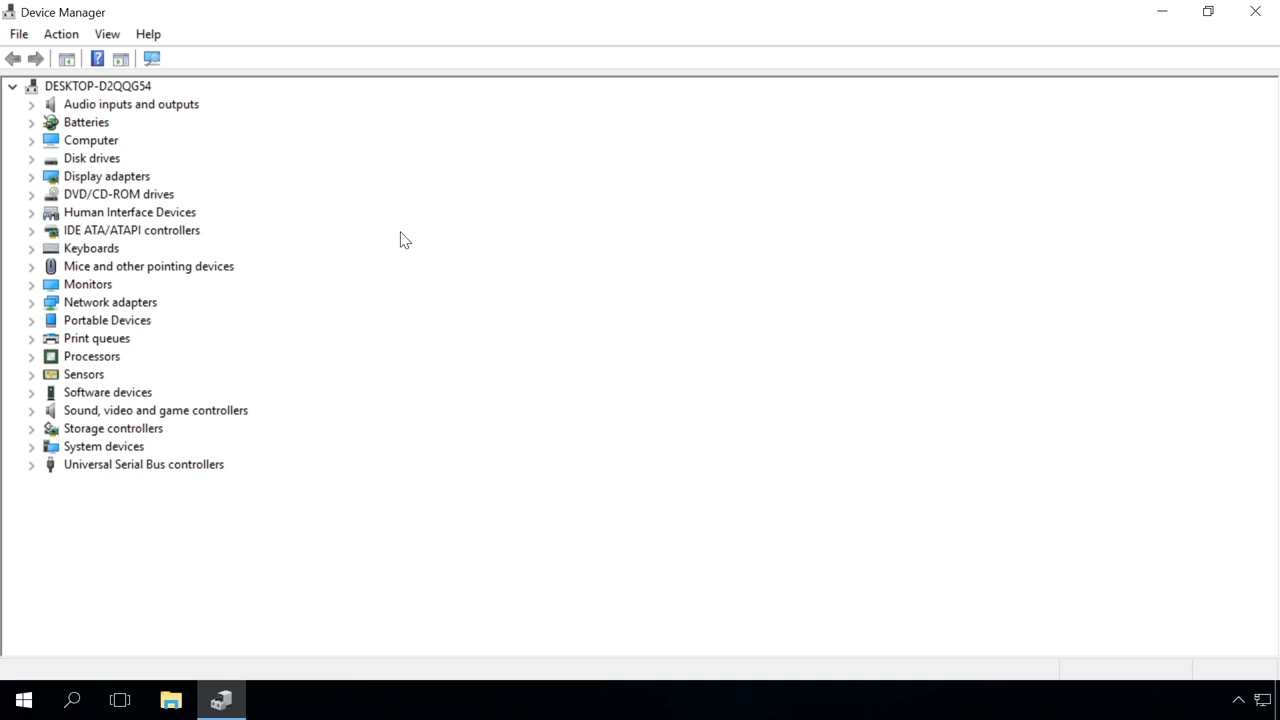 Device Manager
File Action View Help
DESKTOP-D2QQG54
Audio inputs and outputs
Batteries
Computer
Disk drives
Display adapters
DVD/CD-ROM drives
Human Interface Devices
IDE ATA/ATAPI controllers
Keyboards
Mice and other pointing devices
Monitors
Network adapters
Portable Devices
Print queues
Processors
Sensors
Software devices
Sound, video and game controllers
Storage controllers
System devices
Universal Serial Bus controllers